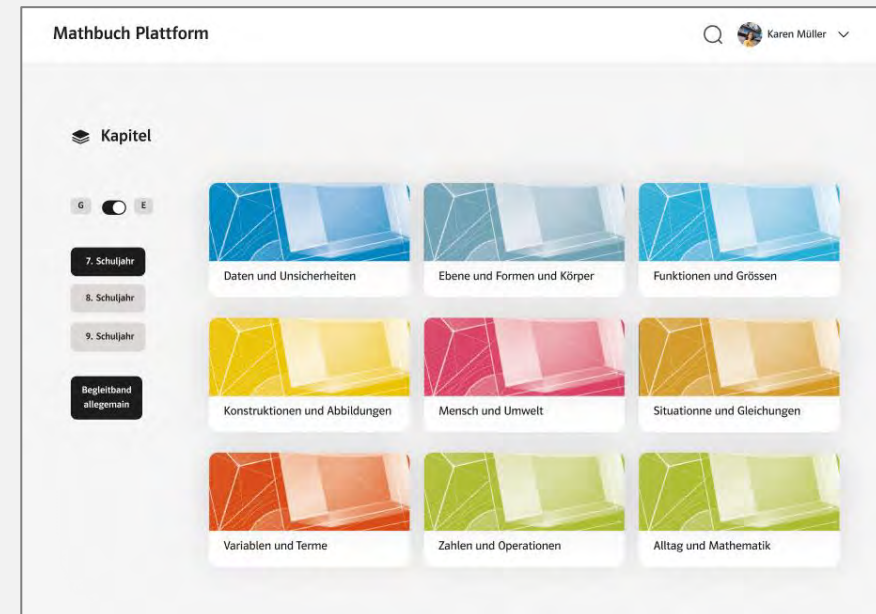 Mathbuch Plattform
Karen Müller
Kapitel
G
E
7. Schuljahr
8. Schuljahr
9. Schuljahr
Begleitband
allegemain
Daten und Unsicherheiten
Ebene und Formen und Körper
Funktionen und Grössen
Konstruktionen und Abbildungen
Mensch und Umwelt
Situationne und Gleichungen
Variablen und Terme
Zahlen und Operationen
Alltag und Mathematik